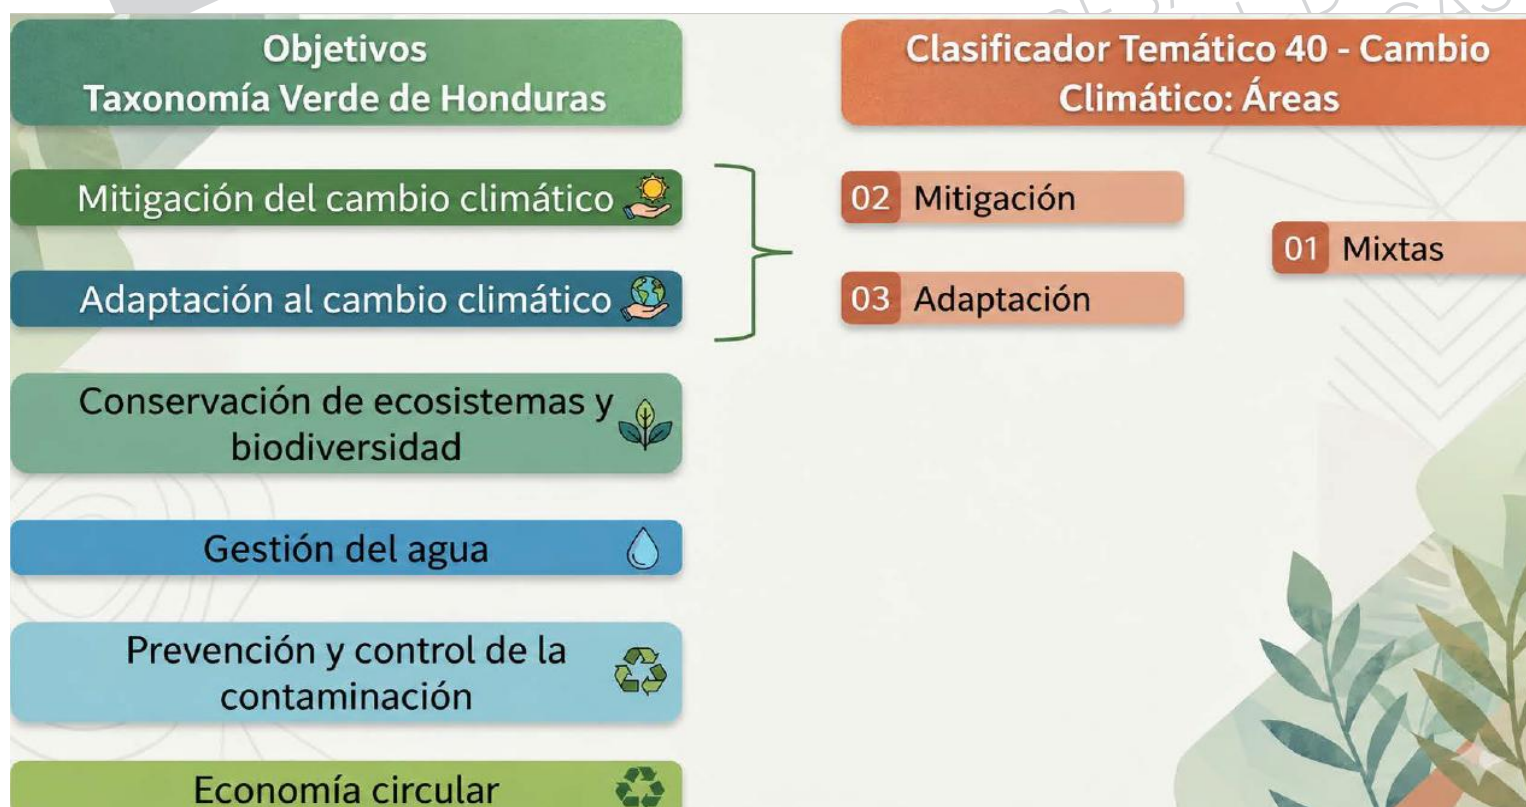 Objetivos
Taxonomía Verde de Honduras
Mitigación del cambio climático
Adaptación al cambio climático
Conservación de ecosistemas y
biodiversidad
Gestión del agua
Prevención y control de la
contaminación
Economía circular
Clasificador Temático 40 - Cambio
Climático: Áreas
02 Mitigación
01 Mixtas
03 Adaptación